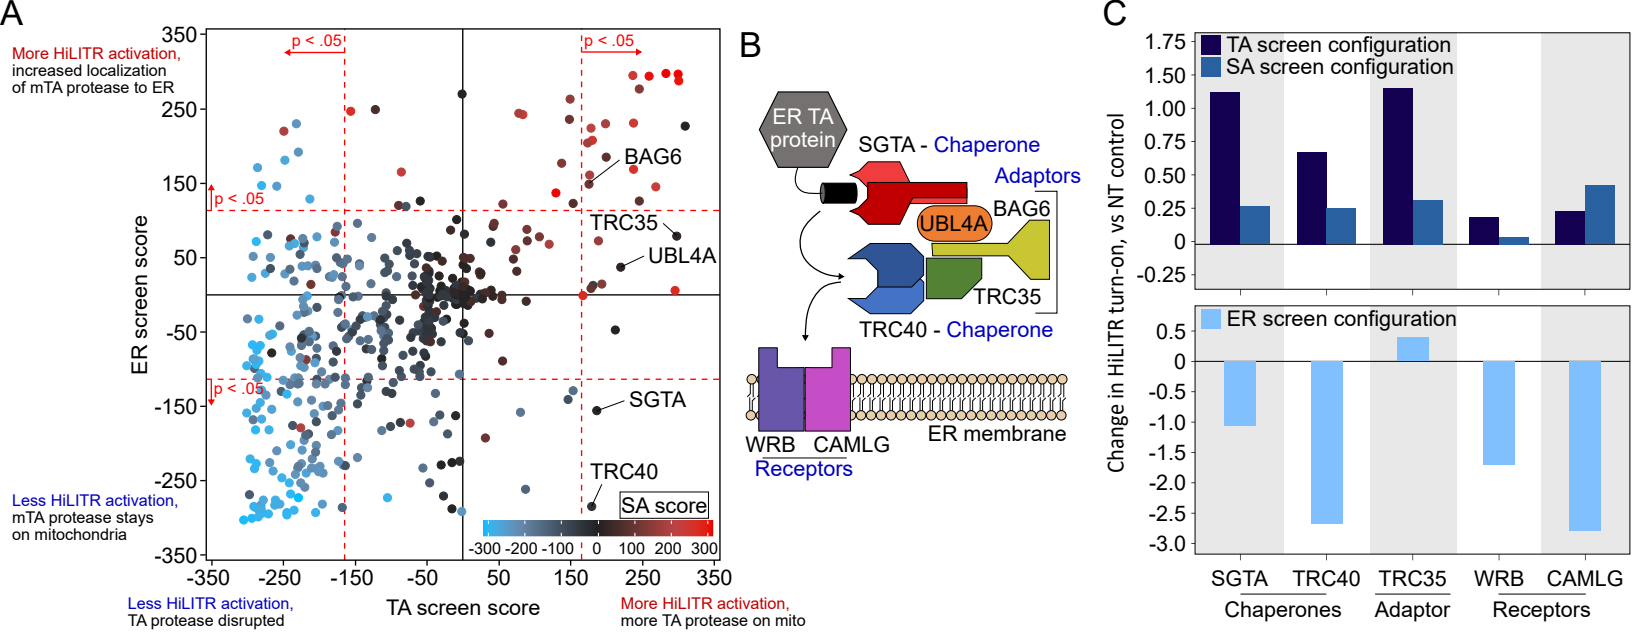 A
More HiLITR activation,
increased localization
of mTA protease to ER
Less HiLITR activation,
mTA protease stays
on mitochondria
ER screen score
350
250
150
50
-50
-150
-250
-350
p < .05
p < .05
p < .05
p < .05
BAG6
TRC35
UBL4A
SGTA
TRC40
SA score
-300 -200 -100 0 100 200 300
-350 -250 -150 -50 50 150 250 350
TA screen score
Less HiLITR activation,
TA protease disrupted
More HiLITR activation,
more TA protease on mito
B
ER TA
protein
SGTA - Chaperone
Adaptors
BAG6
UBL4A
TRC35
TRC40 - Chaperone
WRB CAMLG
Receptors
ER membrane
C
Change in HiLITR turn-on, vs NT control
TA screen configuration
SA screen configuration
1.75
1.50
1.25
1.00
0.75
0.50
0.25
0
-0.25
ER screen configuration
0.5
0
-0.5
-1.0
-1.5
-2.0
-2.5
-3.0
SGTA TRC40 TRC35 WRB CAMLG
Chaperones Adaptor Receptors